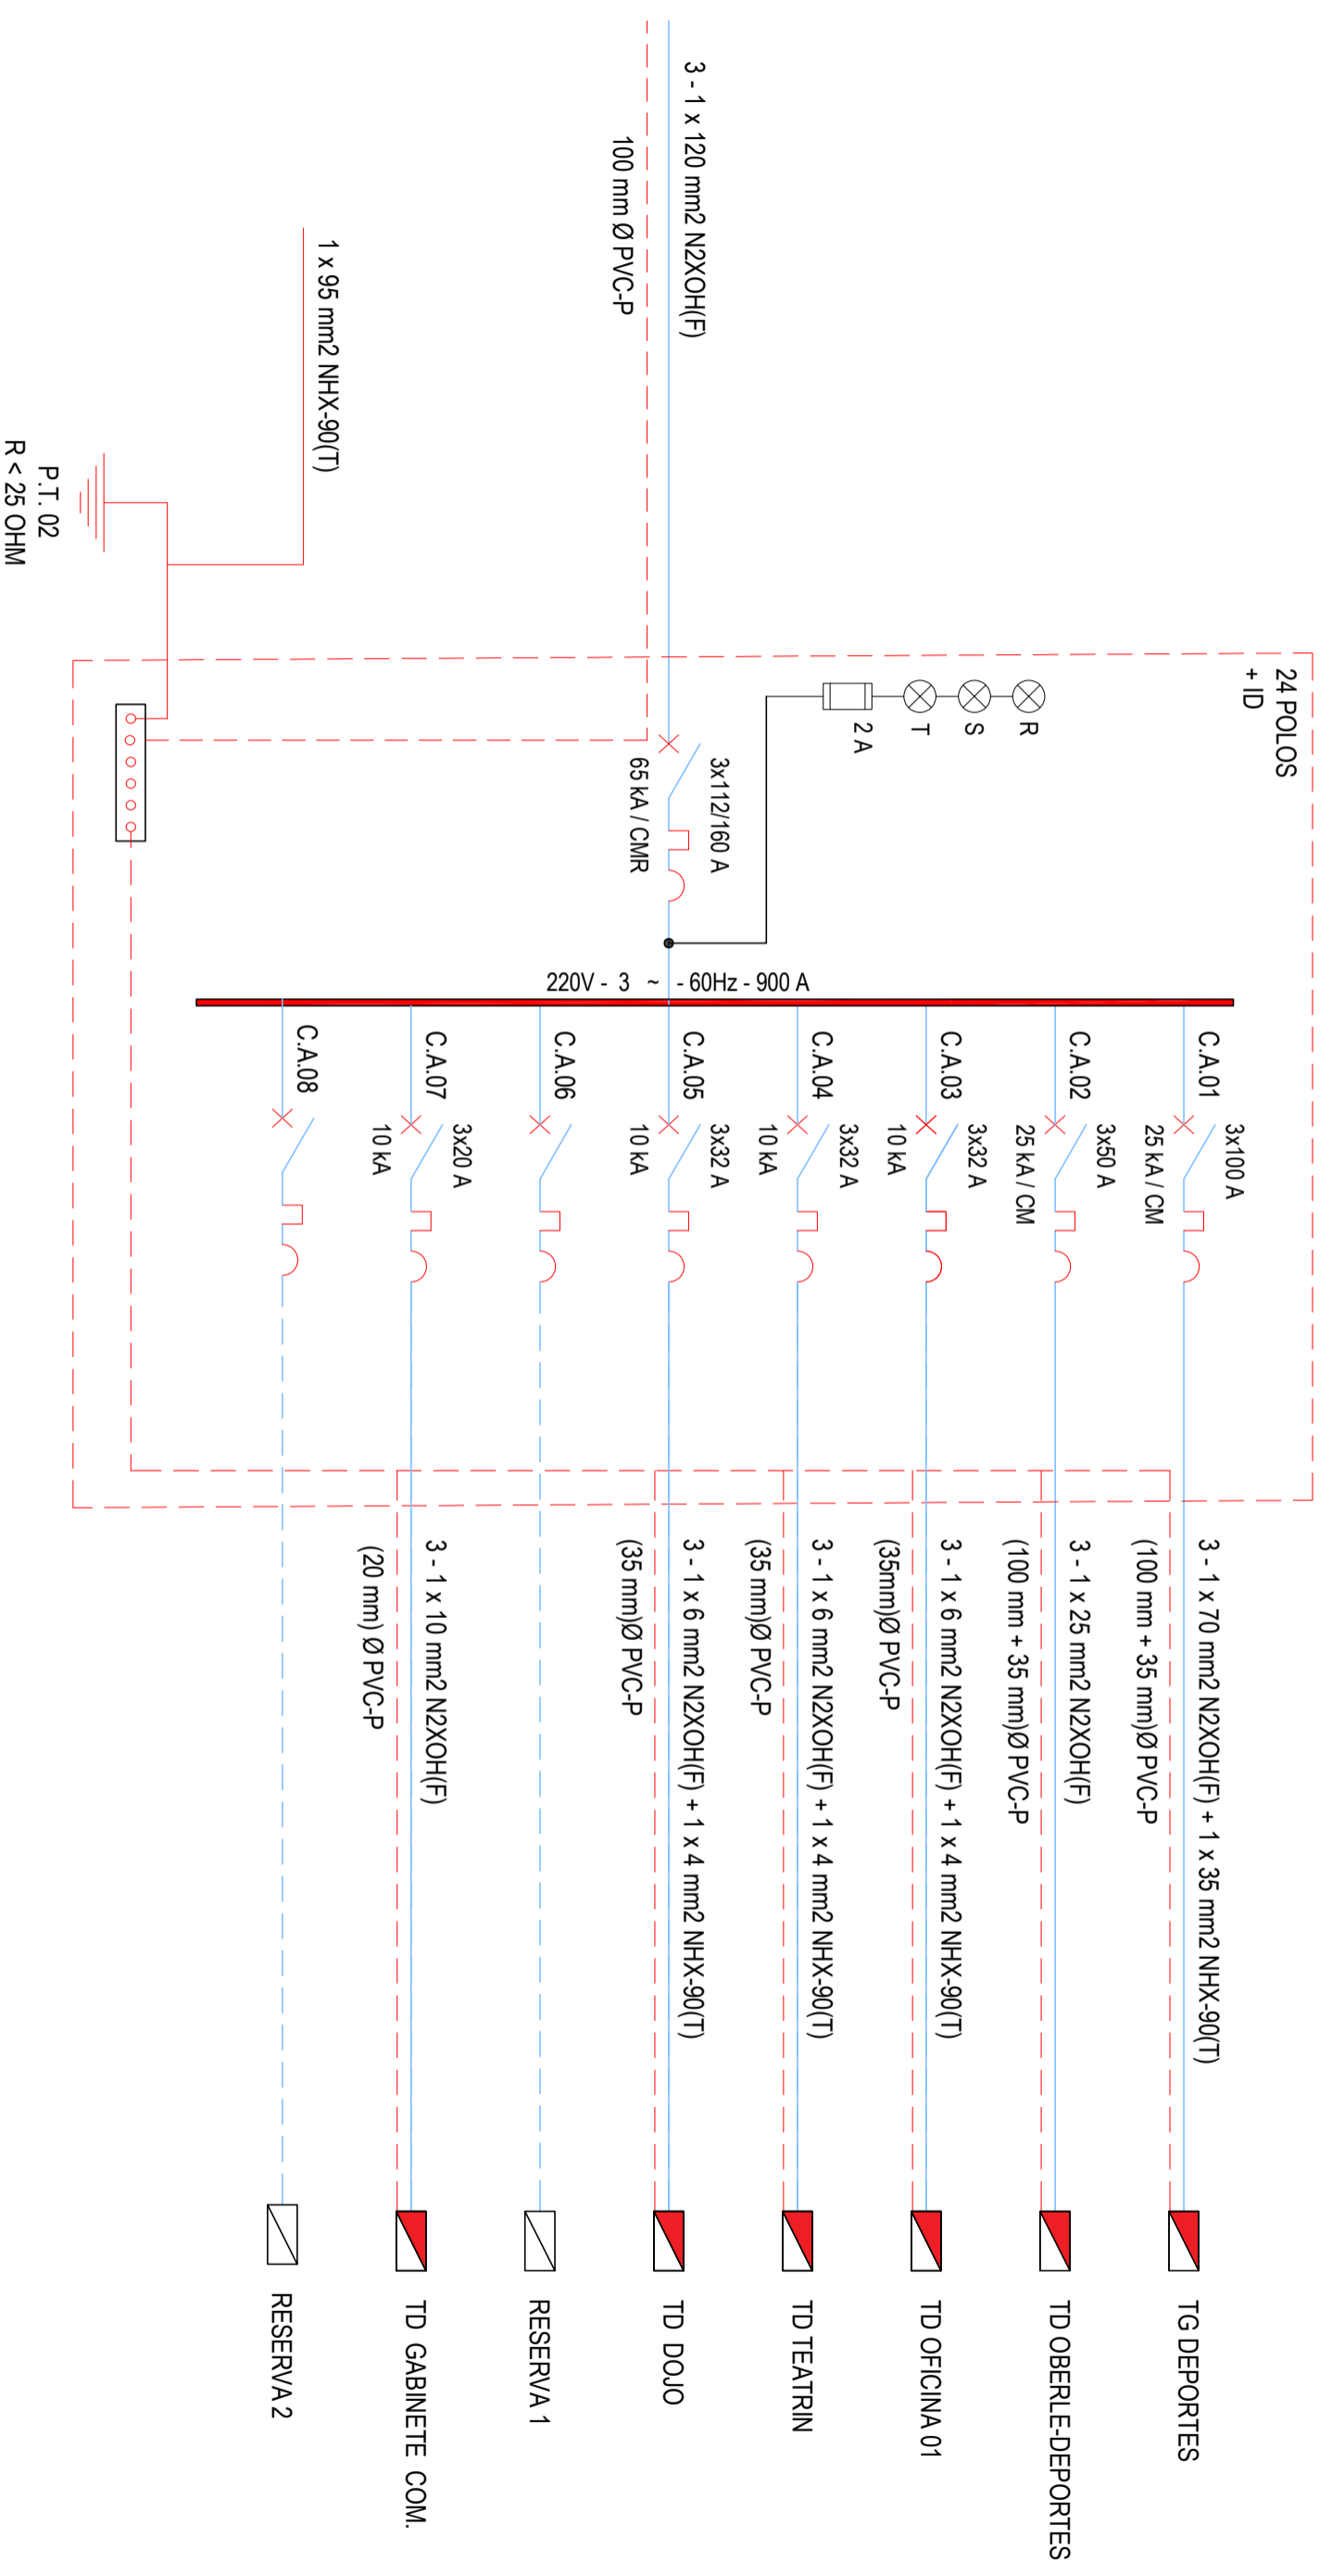 24 POLOS
+ ID
R
S
T
2 A
3 - 1 x 120 mm2 N2XOH(F)
100 mm Ø PVC-P
3x112/160 A
65 kA / CMR
1 x 95 mm2 NHX-90(T)
P.T. 02
R < 25 OHM
220V - 3 ~ - 60Hz - 900 A
C.A.01
3x100 A
25 kA / CM
3 - 1 x 70 mm2 N2XOH(F) + 1 x 35 mm2 NHX-90(T)
(100 mm + 35 mm)Ø PVC-P
TG DEPORTES
C.A.02
3x50 A
25 kA / CM
3 - 1 x 25 mm2 N2XOH(F)
(100 mm + 35 mm)Ø PVC-P
TD OBERLE-DEPORTES
C.A.03
3x32 A
10 kA
3 - 1 x 6 mm2 N2XOH(F) + 1 x 4 mm2 NHX-90(T)
(35mm)Ø PVC-P
TD OFICINA 01
C.A.04
3x32 A
10 kA
3 - 1 x 6 mm2 N2XOH(F) + 1 x 4 mm2 NHX-90(T)
(35 mm)Ø PVC-P
TD TEATRIN
C.A.05
3x32 A
10 kA
3 - 1 x 6 mm2 N2XOH(F) + 1 x 4 mm2 NHX-90(T)
(35 mm)Ø PVC-P
TD DOJO
C.A.06
RESERVA 1
C.A.07
3x20 A
10 kA
3 - 1 x 10 mm2 N2XOH(F)
(20 mm) Ø PVC-P
TD GABINETE COM.
C.A.08
RESERVA 2